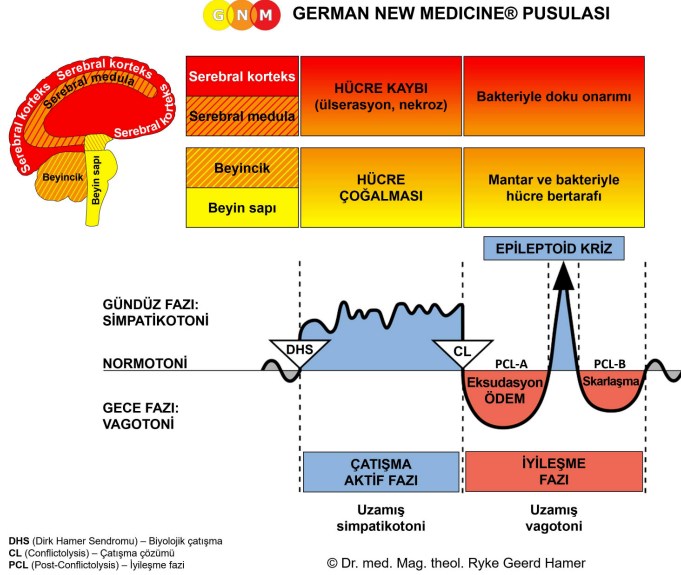 G N M GERMAN NEW MEDICINE® PUSULASI
Serebral korteks
Serebral korteks
Serebral korteks
Serebral korteks
Serebral medula
Beyincik
Beyin sapı
Serebral korteks
Serebral medula
HÜCRE KAYBI
(ülserasyon, nekroz)
Bakteriyle doku onarımı
Beyincik
Beyin sapı
HÜCRE
ÇOĞALMASI
Mantar ve bakteriyle
hücre bertarafı
EPİLEPTOİD KRİZ
GÜNDÜZ FAZI:
SİMPATİKOTONİ
DHS
CL
NORMOTONİ
PCL-A
PCL-B
Eksudasyon
ÖDEM
Skarlaşma
GECE FAZI:
VAGOTONİ
ÇATIŞMA
AKTİF FAZI
İYİLEŞME
FAZI
Uzamış
simpatikotoni
Uzamış
vagotoni
DHS (Dirk Hamer Sendromu) – Biyolojik çatışma
CL (Conflictolysis) – Çatışma çözümü
PCL (Post-Conflictolysis) – İyileşme fazi
© Dr. med. Mag. theol. Ryke Geerd Hamer